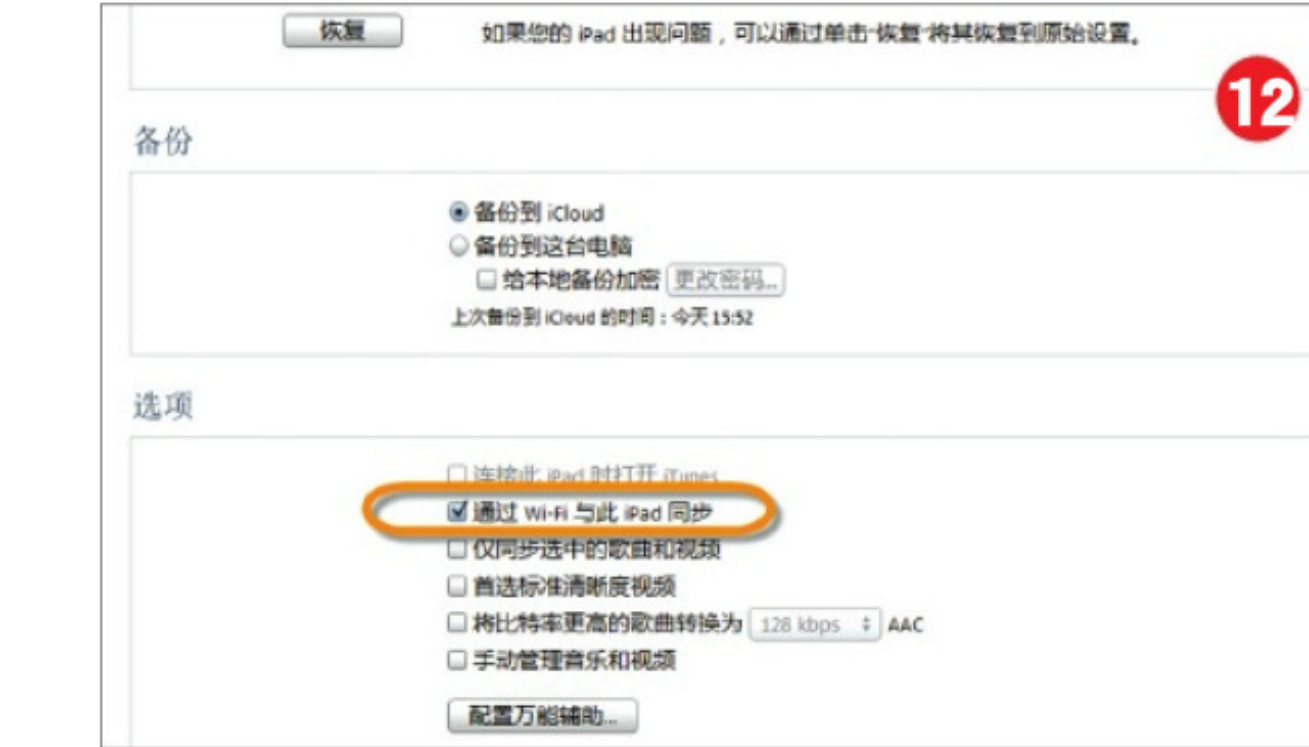 恢复 如果您的 iPad 出现问题，可以通过单击“恢复”将其恢复到原始设置。
12
备份
备份到 iCloud
备份到这台电脑
给本地备份加密 更改密码...
上次备份到 iCloud 的时间：今天 15:52
选项
连接此 iPad 时打开 iTunes
通过 Wi-Fi 与此 iPad 同步
仅同步选中的歌曲和视频
首选标准清晰度视频
将比特率更高的歌曲转换为 128 kbps AAC
手动管理音乐和视频
配置万能辅助...